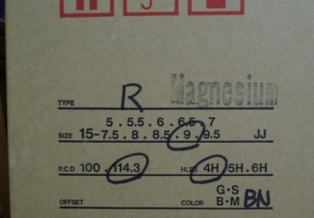 TYPE R Magnesium
5 . 5.5 . 6 . 6.5 . 7
SIZE 15-7.5 . 8 . 8.5 . 9 . 9.5 JJ
P.C.D 100 . 114.3 HLES 4H . 5H . 6H
G • S
OFFSET COLOR B • M BN